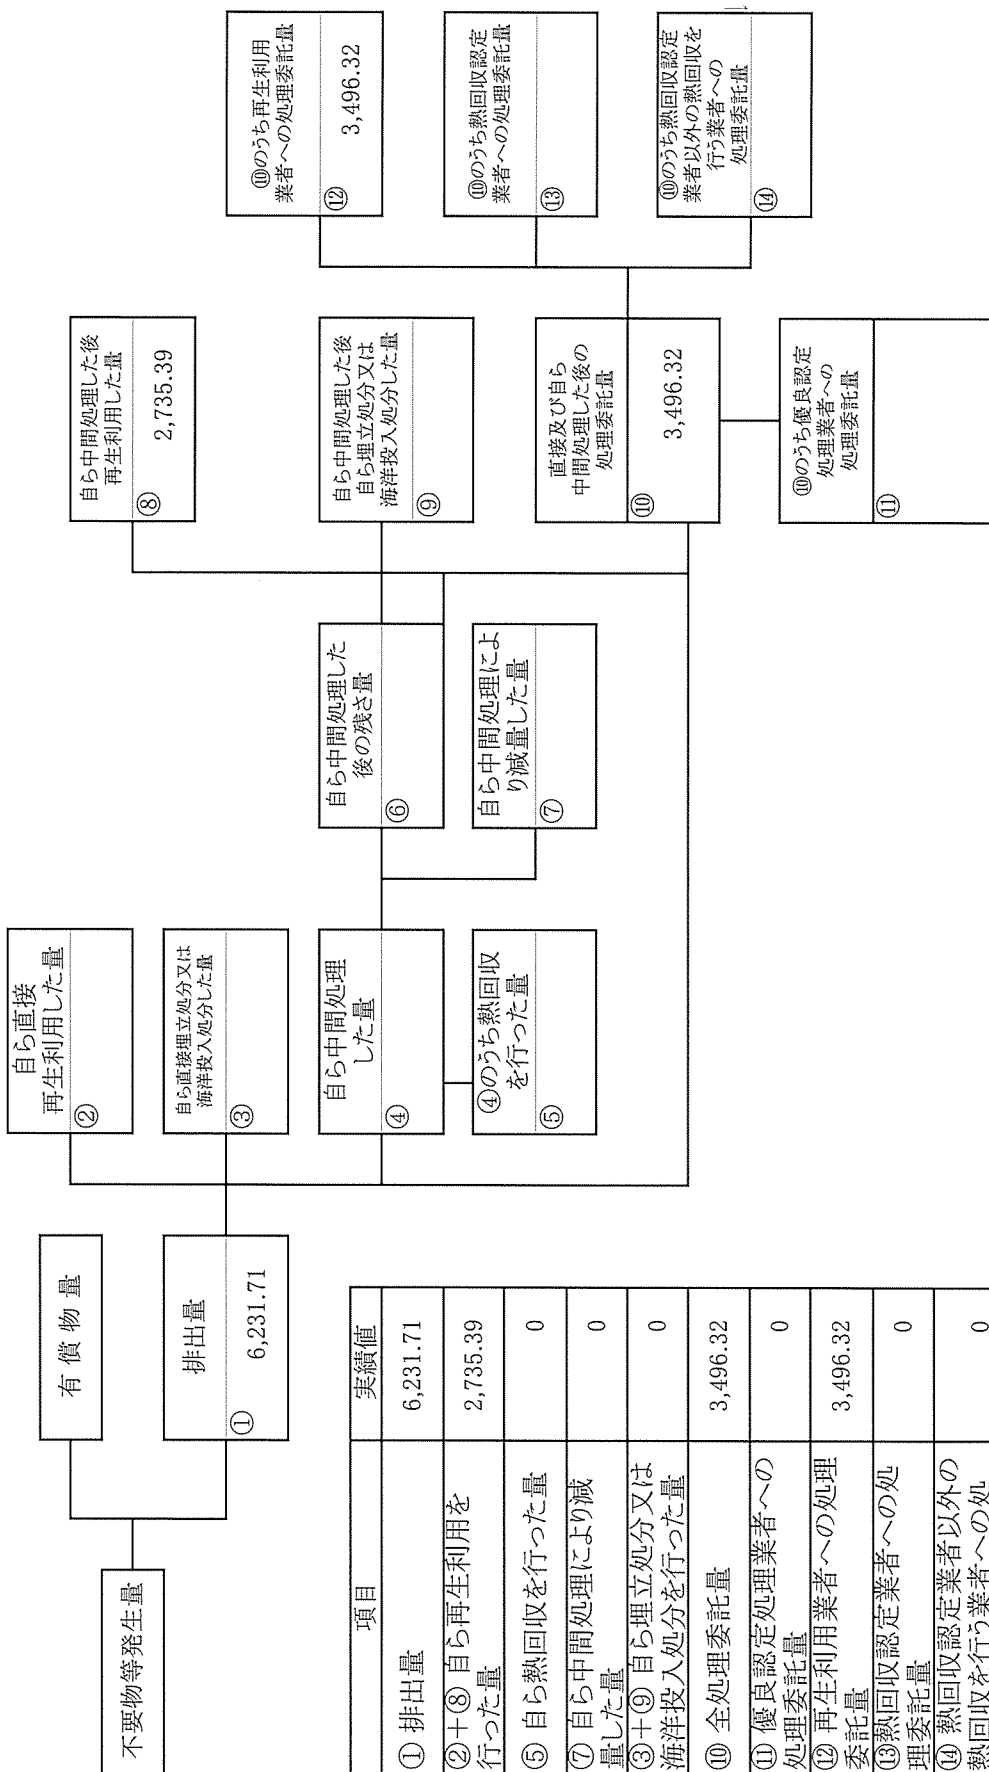 不要物等発生量
有償物量
排出量
① 6,231.71
自ら直接
再生利用した量
②
自ら直接埋立処分又は
海洋投入処分した量
③
自ら中間処理
した量
④
④のうち熱回収
を行った量
⑤
自ら中間処理した
後の残さ量
⑥
自ら中間処理によ
り減量した量
⑦
自ら中間処理した後
再生利用した量
⑧ 2,735.39
自ら中間処理した後
自ら埋立処分又は
海洋投入処分した量
⑨
直接及び自ら
中間処理した後の
処理委託量
⑩ 3,496.32
⑩のうち優良認定
処理業者への
処理委託量
⑪
⑩のうち再生利用
業者への処理委託量
⑫ 3,496.32
⑩のうち熱回収認定
業者への処理委託量
⑬
⑩のうち熱回収認定
業者以外の熱回収を
行う業者への
処理委託量
⑭
項目 実績値
① 排出量 6,231.71
②+⑧ 自ら再生利用を
行った量 2,735.39
⑤ 自ら熱回収を行った量 0
⑦ 自ら中間処理により減
量した量 0
③+⑨ 自ら埋立処分又は
海洋投入処分を行った量 0
⑩ 全処理委託量 3,496.32
⑪ 優良認定処理業者への
処理委託量 0
⑫ 再生利用業者への処理
委託量 3,496.32
⑬熱回収認定業者への処
理委託量 0
⑭ 熱回収認定業者以外の
熱回収を行う業者への処 0